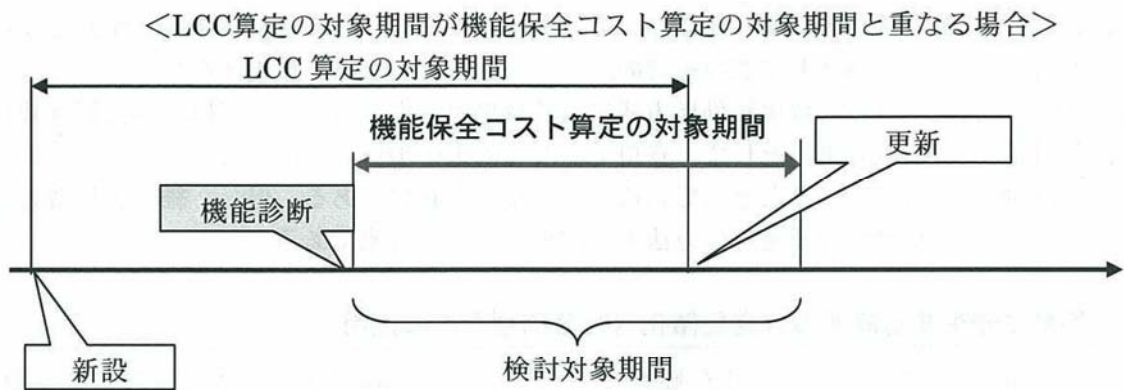 ＜LCC算定の対象期間が機能保全コスト算定の対象期間と重なる場合＞
LCC 算定の対象期間
機能保全コスト算定の対象期間
更新
機能診断
新設
検討対象期間